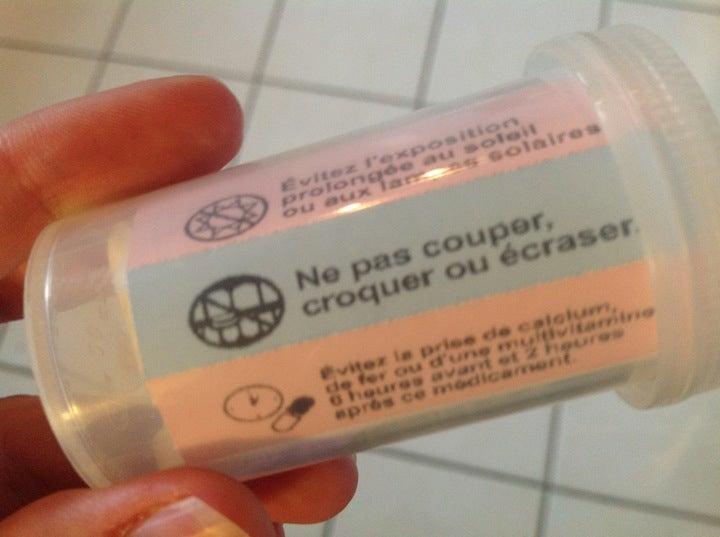 Évitez l'exposition
prolongée au soleil
ou aux lampes solaires
Ne pas couper,
croquer ou écraser.
Évitez la prise de calcium,
de fer ou d'une multivitamine
6 heures avant et 2 heures
après ce médicament.